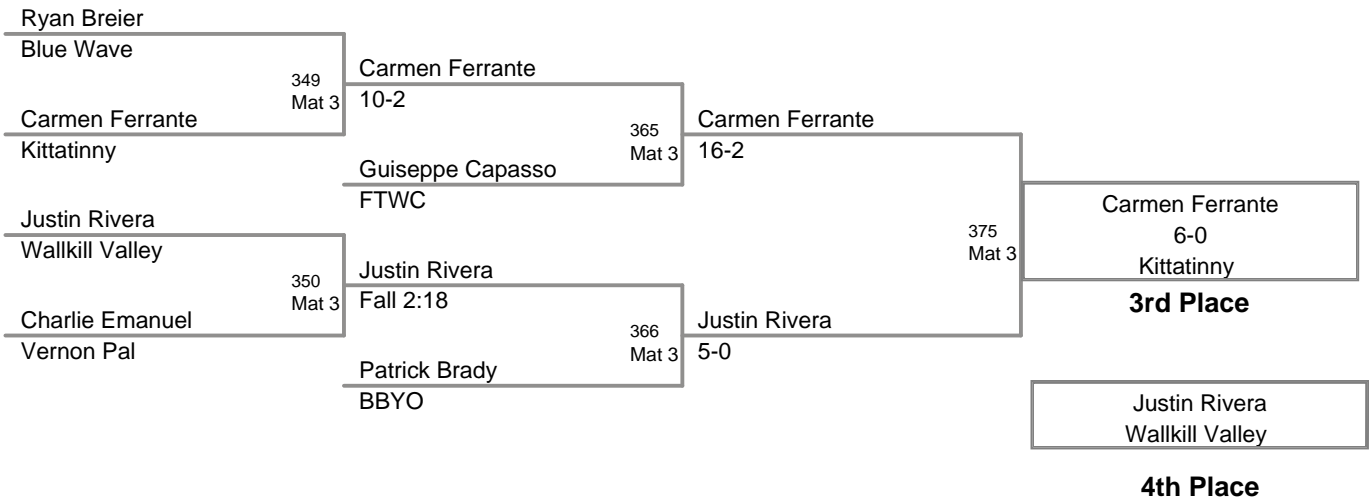 Ryan Breier
Blue Wave
349
Mat 3
Carmen Ferrante
Kittatinny
Carmen Ferrante
10-2
365
Mat 3
Guiseppe Capasso
FTWC
Carmen Ferrante
16-2
Justin Rivera
Wallkill Valley
350
Mat 3
Charlie Emanuel
Vernon Pal
Justin Rivera
Fall 2:18
366
Mat 3
Patrick Brady
BBYO
Justin Rivera
5-0
375
Mat 3
Carmen Ferrante
6-0
Kittatinny
3rd Place
Justin Rivera
Wallkill Valley
4th Place